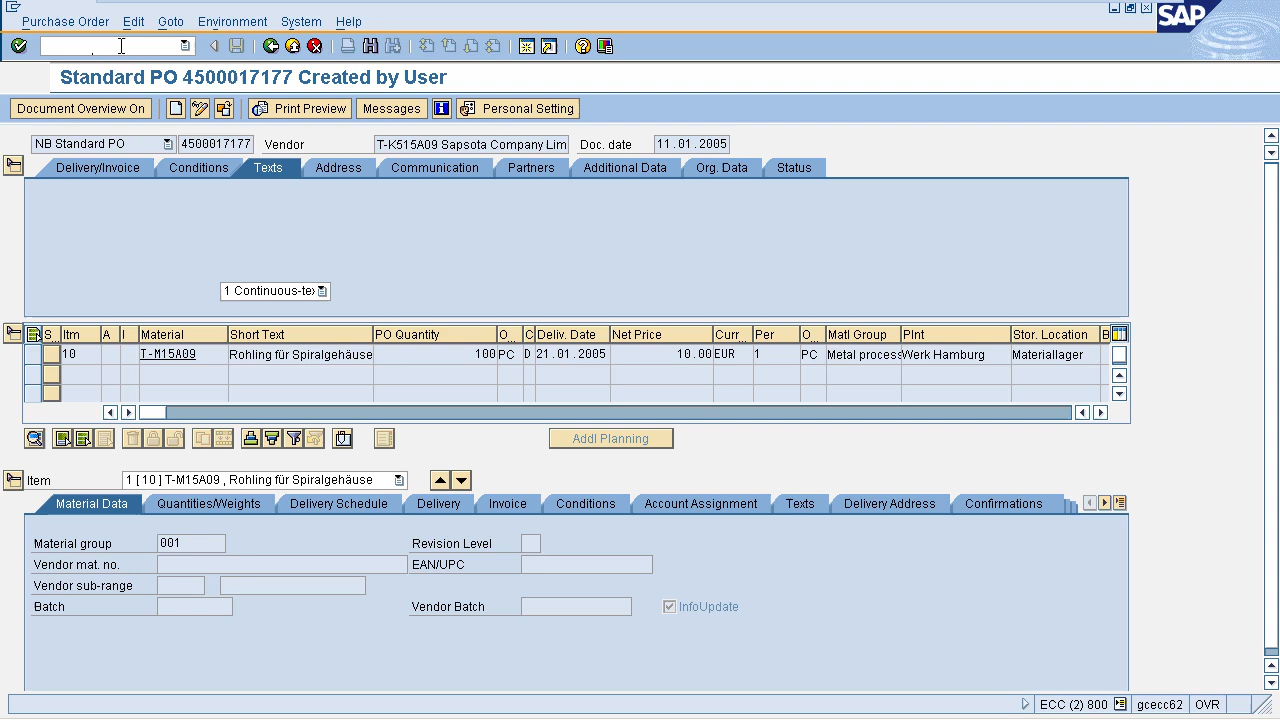 Purchase Order Edit Goto Environment System Help
SAP
Standard PO 4500017177 Created by User
Document Overview On Print Preview Messages Personal Setting
NB Standard PO 4500017177 Vendor T-K515A09 Sapsota Company Lim Doc. date 11.01.2005
Delivery/Invoice Conditions Texts Address Communication Partners Additional Data Org. Data Status
1 Continuous-te
S.. Itm A I Material Short Text PO Quantity O.. C Deliv. Date Net Price Curr... Per O.. Matl Group Plnt Stor. Location B
10 T-M15A09 Rohling für Spiralgehäuse 100 PC D 21.01.2005 10.00 EUR 1 PC Metal process Werk Hamburg Materiallager
Addl Planning
Item 1 [ 10 ] T-M15A09 , Rohling für Spiralgehäuse
Material Data Quantities/Weights Delivery Schedule Delivery Invoice Conditions Account Assignment Texts Delivery Address Confirmations
Material group 001 Revision Level
Vendor mat. no. EAN/UPC
Vendor sub-range
Batch Vendor Batch InfoUpdate
ECC (2) 800 gcecc62 OVR